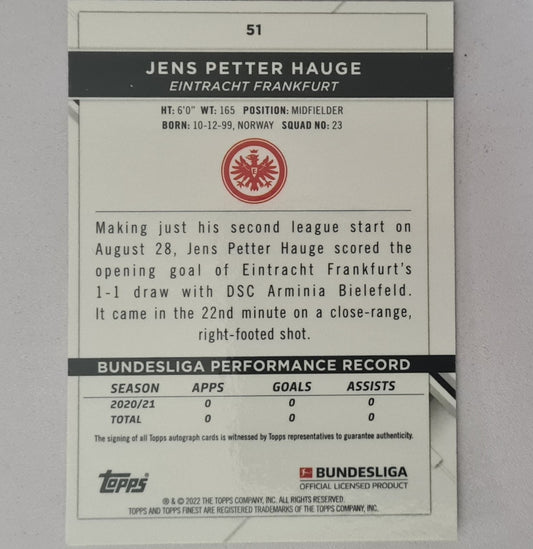 51
JENS PETTER HAUGE
EINTRACHT FRANKFURT
HT: 6'0" WT: 165 POSITION: MIDFIELDER
BORN: 10-12-99, NORWAY SQUAD NO: 23
Making just his second league start on
August 28, Jens Petter Hauge scored the
opening goal of Eintracht Frankfurt's
1-1 draw with DSC Arminia Bielefeld.
It came in the 22nd minute on a close-range,
right-footed shot.
BUNDESLIGA PERFORMANCE RECORD
SEASON APPS GOALS ASSISTS
2020/21 0 0 0
TOTAL 0 0 0
The signing of all Topps autograph cards is witnessed by Topps representatives to guarantee authenticity.
Topps
BUNDESLIGA
OFFICIAL LICENSED PRODUCT
® & © 2022 THE TOPPS COMPANY, INC. ALL RIGHTS RESERVED.
TOPPS AND TOPPS FINEST ARE REGISTERED TRADEMARKS OF THE TOPPS COMPANY, INC.